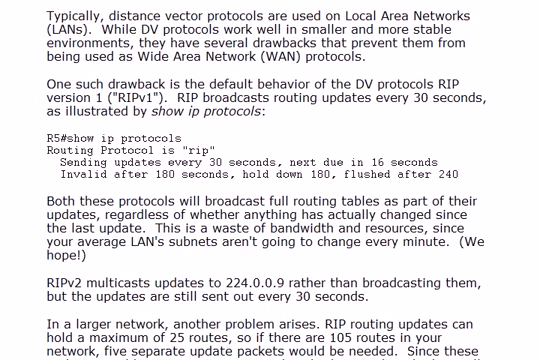 Typically, distance vector protocols are used on Local Area Networks
(LANs).  While DV protocols work well in smaller and more stable
environments, they have several drawbacks that prevent them from
being used as Wide Area Network (WAN) protocols.
One such drawback is the default behavior of the DV protocols RIP
version 1 ("RIPv1").  RIP broadcasts routing updates every 30 seconds,
as illustrated by show ip protocols:
R5#show ip protocols
Routing Protocol is "rip"
  Sending updates every 30 seconds, next due in 16 seconds
  Invalid after 180 seconds, hold down 180, flushed after 240
Both these protocols will broadcast full routing tables as part of their
updates, regardless of whether anything has actually changed since
the last update.  This is a waste of bandwidth and resources, since
your average LAN's subnets aren't going to change every minute.  (We
hope!)
RIPv2 multicasts updates to 224.0.0.9 rather than broadcasting them,
but the updates are still sent out every 30 seconds.
In a larger network, another problem arises. RIP routing updates can
hold a maximum of 25 routes, so if there are 105 routes in your
network, five separate update packets would be needed.  Since these